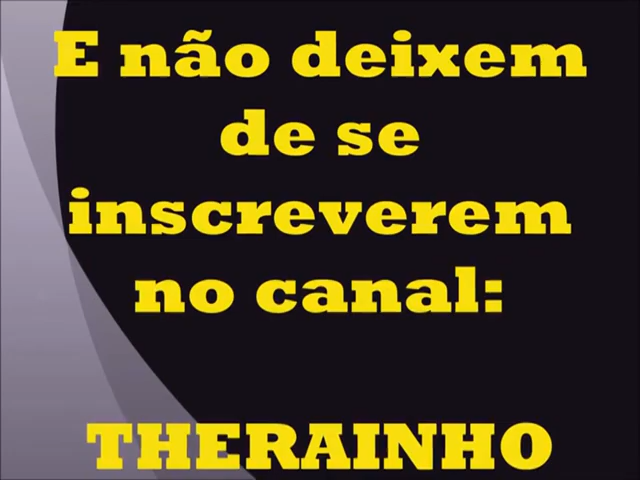 E não deixem
de se
inscreverem
no canal:
THERAINHO